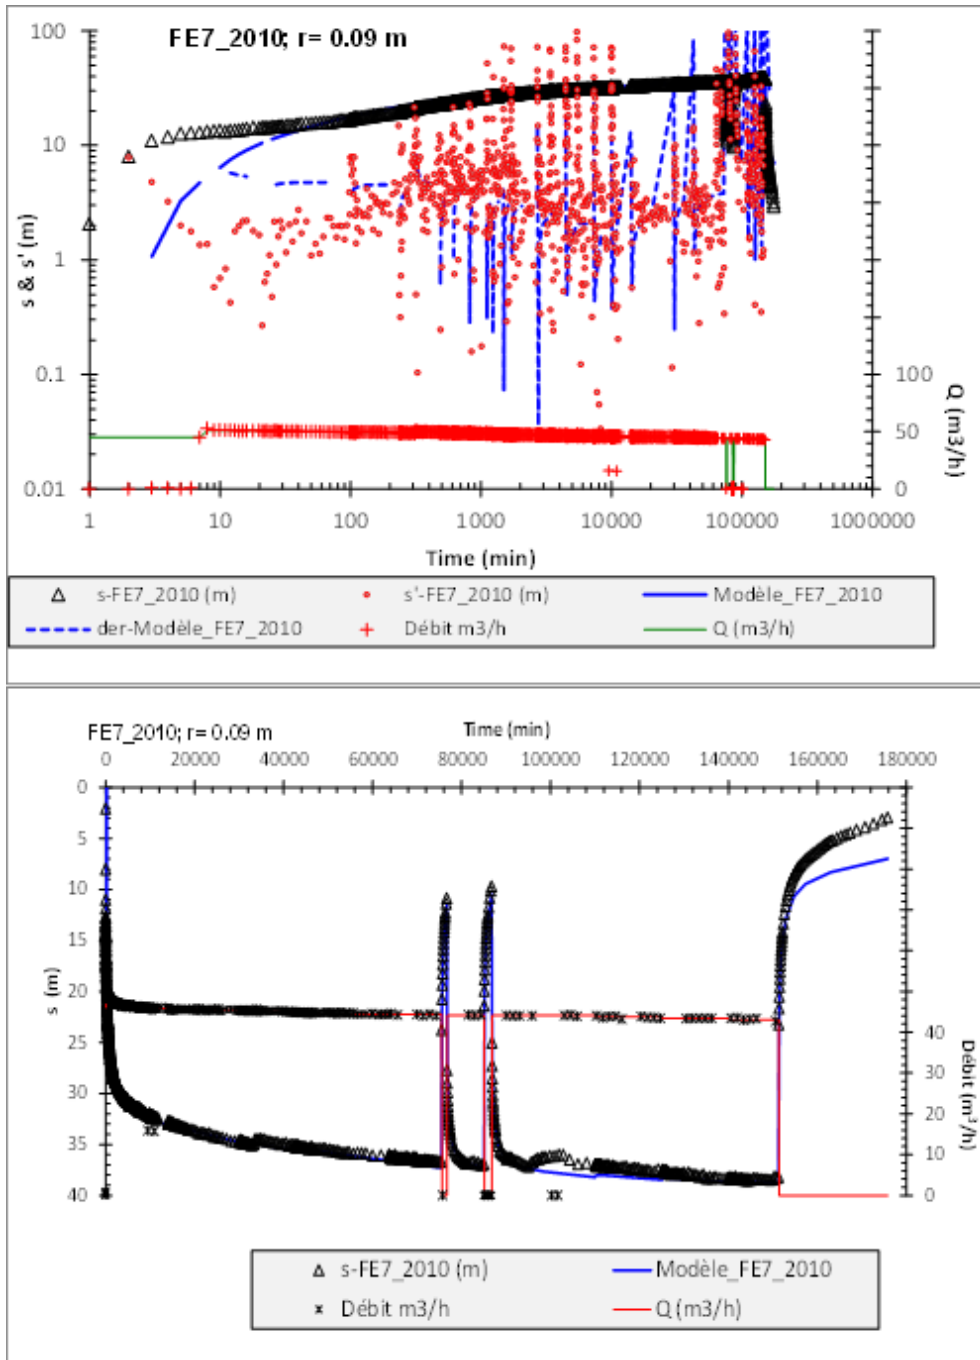 FE7_2010; r= 0.09 m
100
10
1
0.1
0.01
s & s' (m)
100
50
0
Q (m3/h)
1 10 100 1000 10000 100000 1000000
Time (min)
s-FE7_2010 (m) s'-FE7_2010 (m) Modèle_FE7_2010
der-Modèle_FE7_2010 Débit m3/h Q (m3/h)
FE7_2010; r= 0.09 m Time (min)
0 20000 40000 60000 80000 100000 120000 140000 160000 180000
0
5
10
15
20
25
30
35
40
s (m)
40
30
20
10
0
Débit (m³/h)
s-FE7_2010 (m) Modèle_FE7_2010
Débit m3/h Q (m3/h)